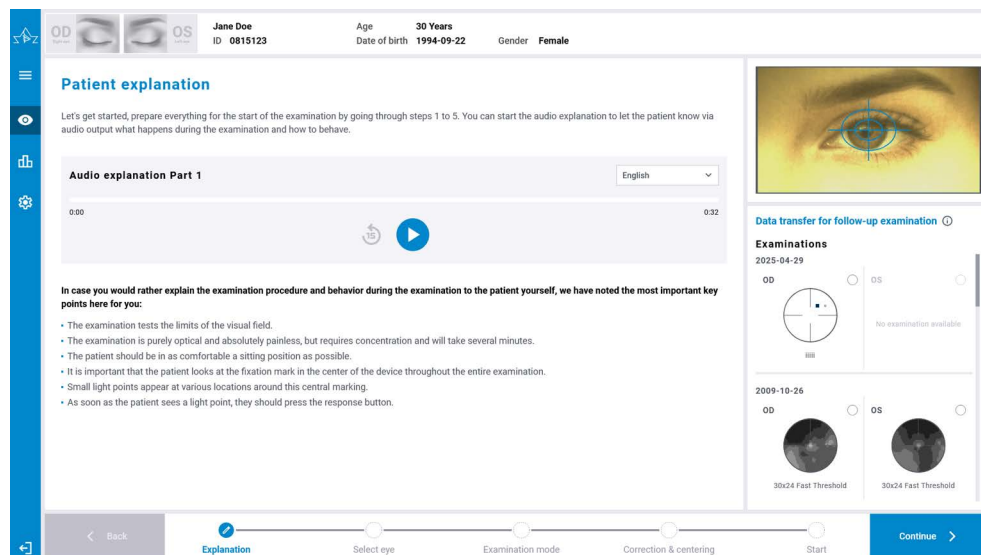 OD
Right eye
OS
Left eye
Jane Doe
ID 0815123
Age 30 Years
Date of birth 1994-09-22
Gender Female
Patient explanation
Let's get started, prepare everything for the start of the examination by going through steps 1 to 5. You can start the audio explanation to let the patient know via
audio output what happens during the examination and how to behave.
Audio explanation Part 1
English
0:00
0:32
15
In case you would rather explain the examination procedure and behavior during the examination to the patient yourself, we have noted the most important key
points here for you:
• The examination tests the limits of the visual field.
• The examination is purely optical and absolutely painless, but requires concentration and will take several minutes.
• The patient should be in as comfortable a sitting position as possible.
• It is important that the patient looks at the fixation mark in the center of the device throughout the entire examination.
• Small light points appear at various locations around this central marking.
• As soon as the patient sees a light point, they should press the response button.
Data transfer for follow-up examination
Examinations
2025-04-29
OD
OS
No examination available
iiiii
2009-10-26
OD
OS
30x24 Fast Threshold
30x24 Fast Threshold
Back
Explanation
Select eye
Examination mode
Correction & centering
Start
Continue